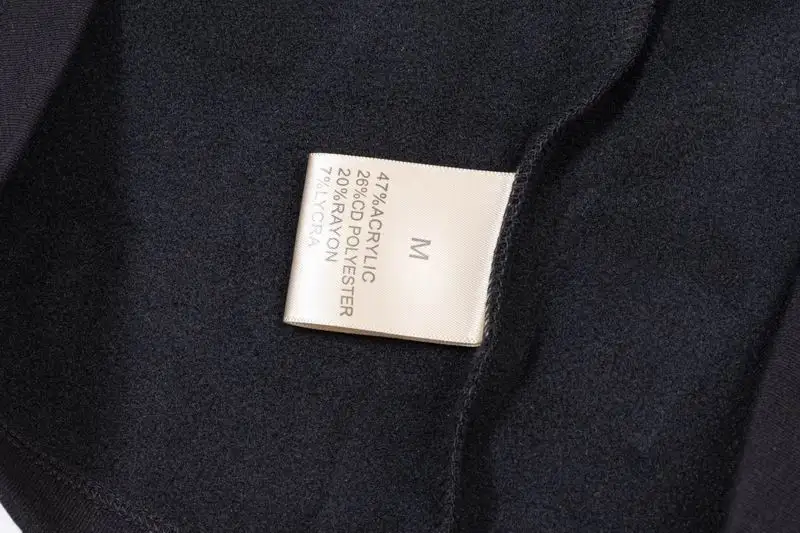 M
47%ACRYLIC
26%CD POLYESTER
20%RAYON
7%LYCRA